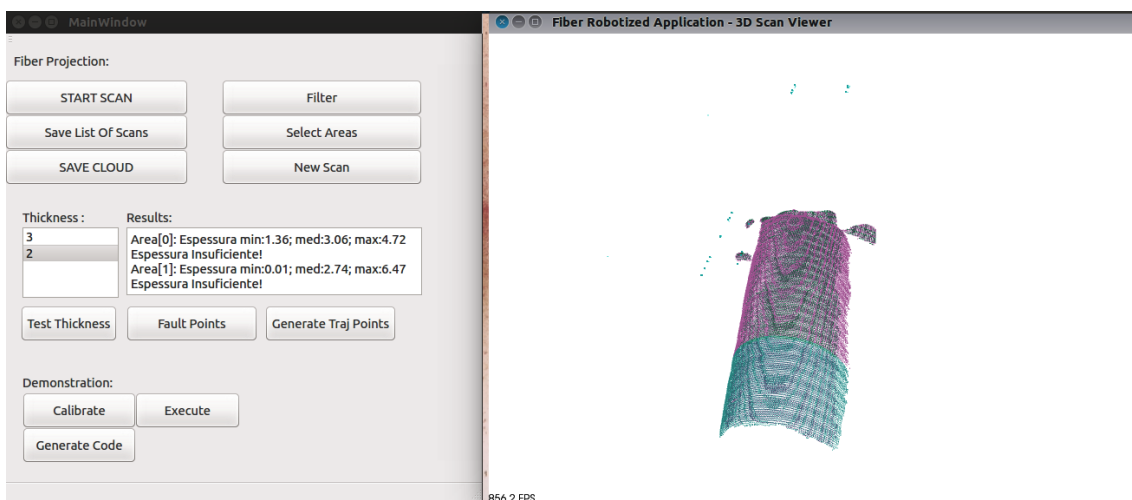 MainWindow
Fiber Robotized Application - 3D Scan Viewer
Fiber Projection:
START SCAN
Filter
Save List Of Scans
Select Areas
SAVE CLOUD
New Scan
Thickness :
Results:
3
2
Area[0]: Espessura min:1.36; med:3.06; max:4.72
Espessura Insuficiente!
Area[1]: Espessura min:0.01; med:2.74; max:6.47
Espessura Insuficiente!
Test Thickness
Fault Points
Generate Traj Points
Demonstration:
Calibrate
Execute
Generate Code
856.2 FPS